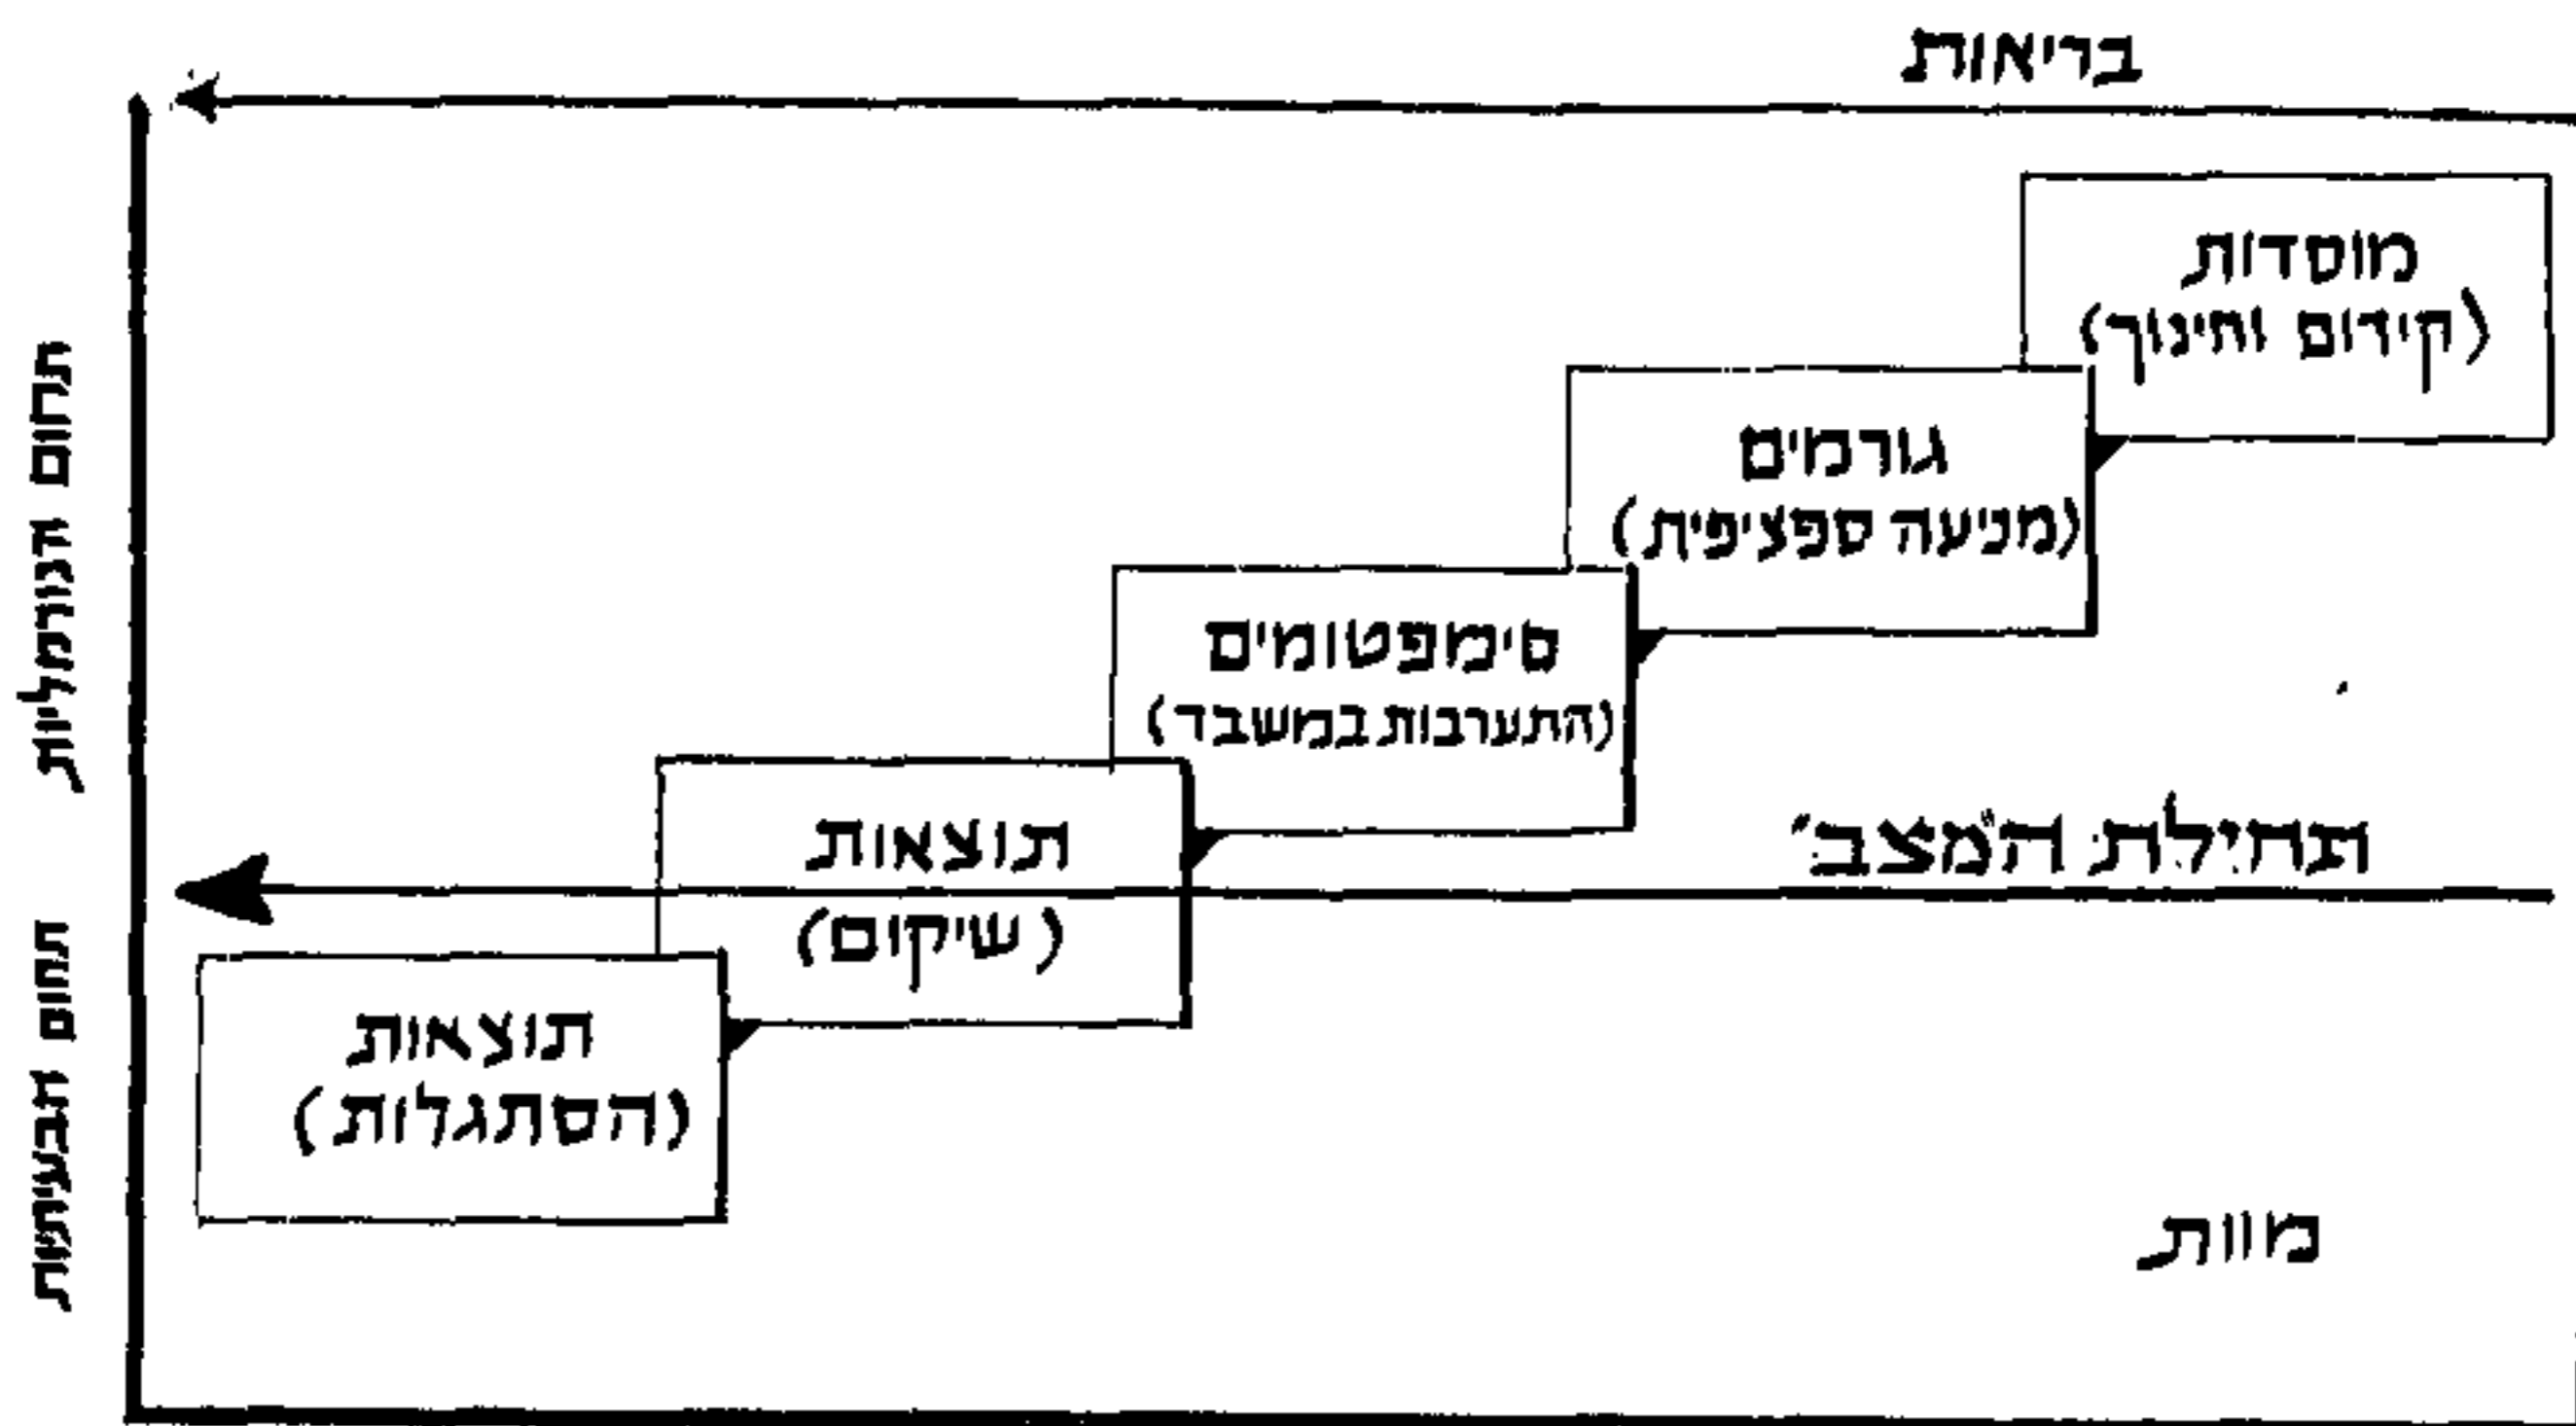 בריאות
מוסדות
(קידום וחינוך)
גורמים
(מניעה ספציפית)
סימפטומים
(התערבות במשבר)
תחילת ה"מצב"
תוצאות
(שיקום)
תוצאות
(הסתגלות)
מוות
תחום הנורמליות
תחום הבעיתיות